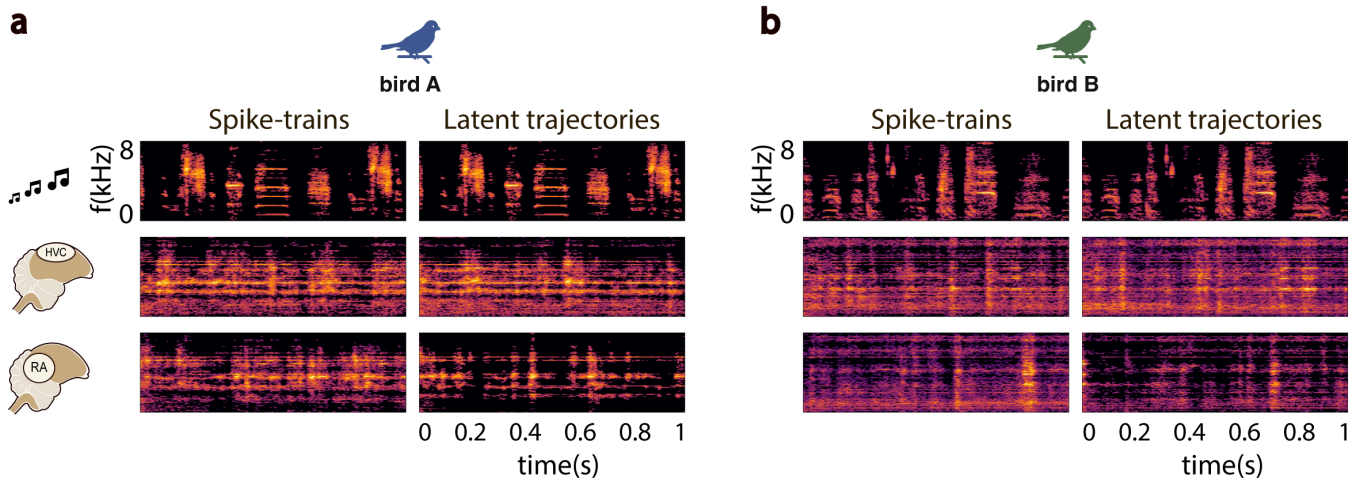 a
bird A
Spike-trains
Latent trajectories
f(kHz)
8
0
HVC
RA
0 0.2 0.4 0.6 0.8 1
time(s)
b
bird B
Spike-trains
Latent trajectories
f(kHz)
8
0
0 0.2 0.4 0.6 0.8 1
time(s)